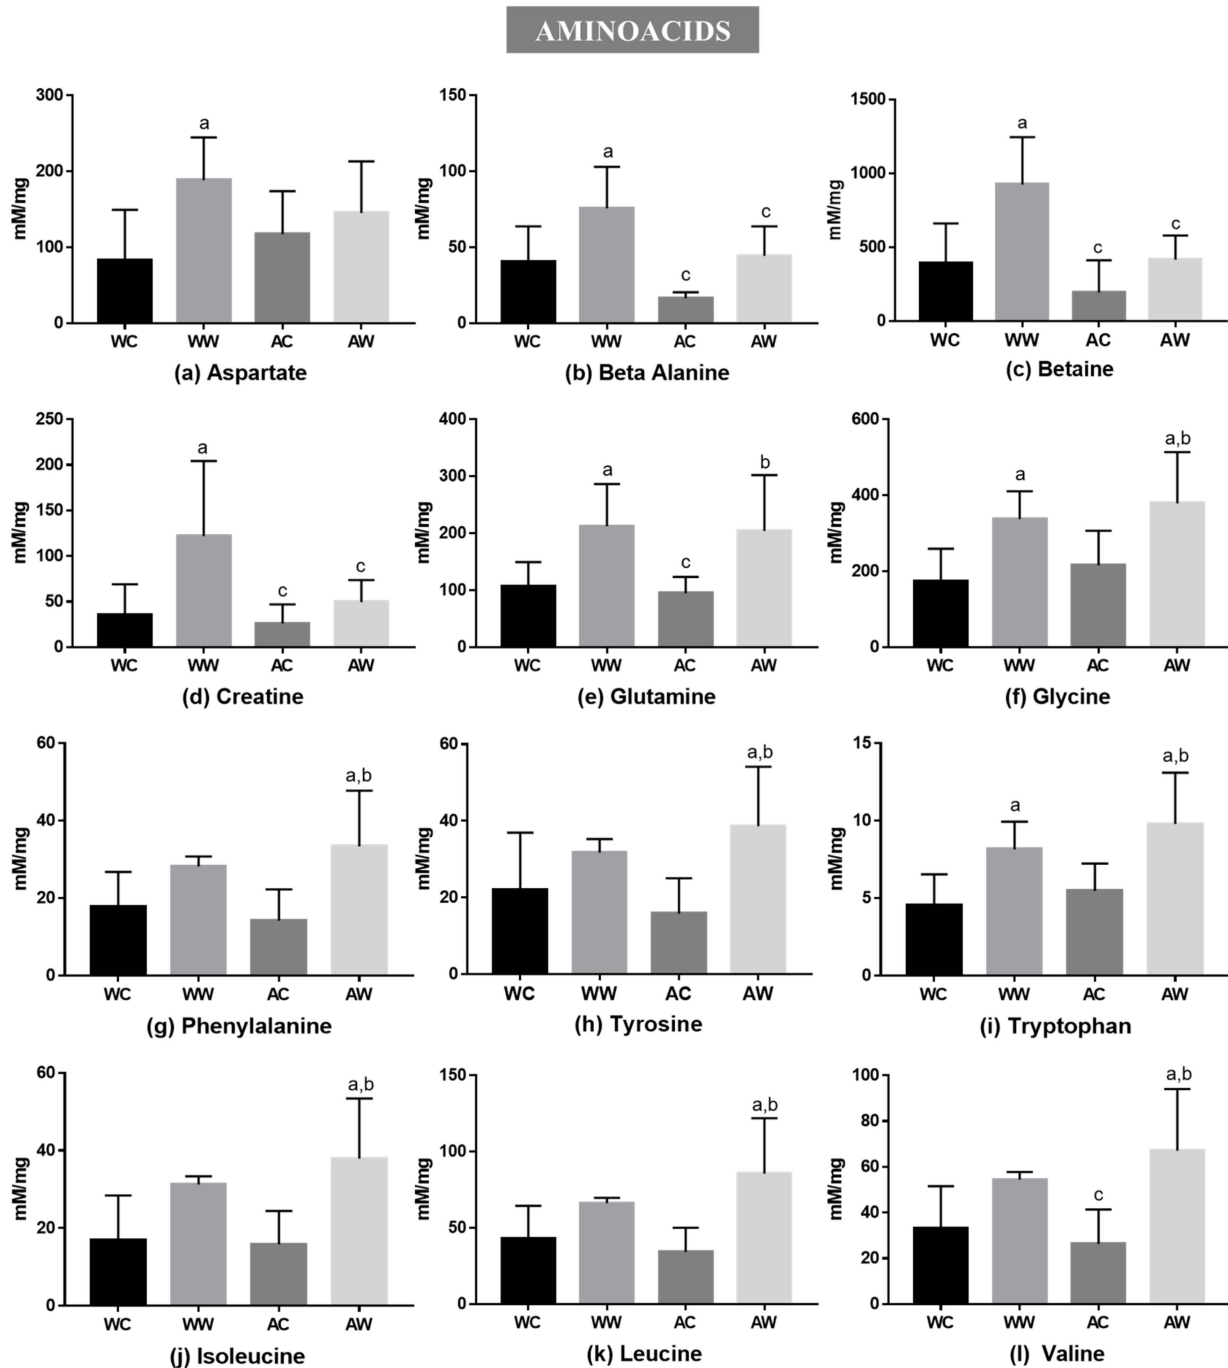 AMINOACIDS
300
200
100
0
mM/mg
a
WC WW AC AW
(a) Aspartate
150
100
50
0
mM/mg
a
c
c
WC WW AC AW
(b) Beta Alanine
1500
1000
500
0
mM/mg
a
c
c
WC WW AC AW
(c) Betaine
250
200
150
100
50
0
mM/mg
a
c
c
WC WW AC AW
(d) Creatine
400
300
200
100
0
mM/mg
a
c
b
WC WW AC AW
(e) Glutamine
600
400
200
0
mM/mg
a
a,b
WC WW AC AW
(f) Glycine
60
40
20
0
mM/mg
a,b
WC WW AC AW
(g) Phenylalanine
60
40
20
0
mM/mg
a,b
WC WW AC AW
(h) Tyrosine
15
10
5
0
mM/mg
a
a,b
WC WW AC AW
(i) Tryptophan
60
40
20
0
mM/mg
a,b
WC WW AC AW
(j) Isoleucine
150
100
50
0
mM/mg
a,b
WC WW AC AW
(k) Leucine
100
80
60
40
20
0
mM/mg
c
a,b
WC WW AC AW
(l) Valine